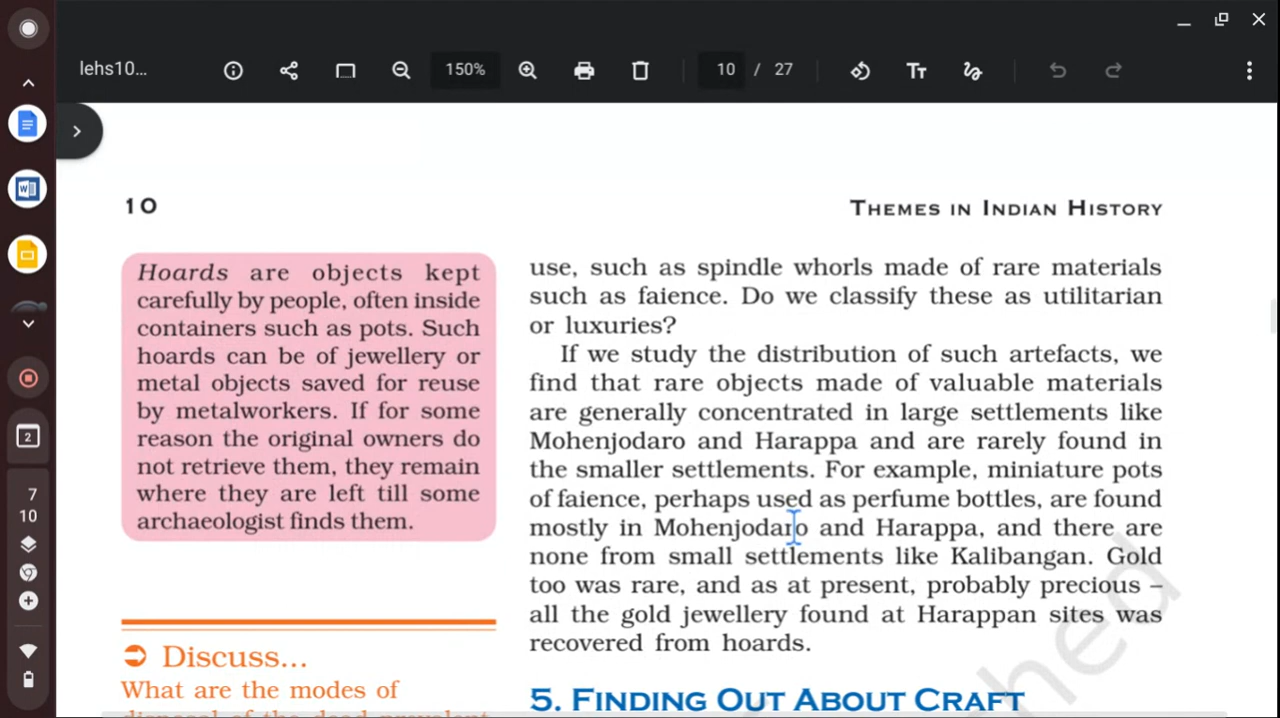 lehs10...
150%
10 / 27
10
THEMES IN INDIAN HISTORY
Hoards are objects kept
carefully by people, often inside
containers such as pots. Such
hoards can be of jewellery or
metal objects saved for reuse
by metalworkers. If for some
reason the original owners do
not retrieve them, they remain
where they are left till some
archaeologist finds them.
Discuss...
What are the modes of
disposal of the dead prevalent
use, such as spindle whorls made of rare materials
such as faience. Do we classify these as utilitarian
or luxuries?
If we study the distribution of such artefacts, we
find that rare objects made of valuable materials
are generally concentrated in large settlements like
Mohenjodaro and Harappa and are rarely found in
the smaller settlements. For example, miniature pots
of faience, perhaps used as perfume bottles, are found
mostly in Mohenjodaro and Harappa, and there are
none from small settlements like Kalibangan. Gold
too was rare, and as at present, probably precious –
all the gold jewellery found at Harappan sites was
recovered from hoards.
5. FINDING OUT ABOUT CRAFT
2
7
10